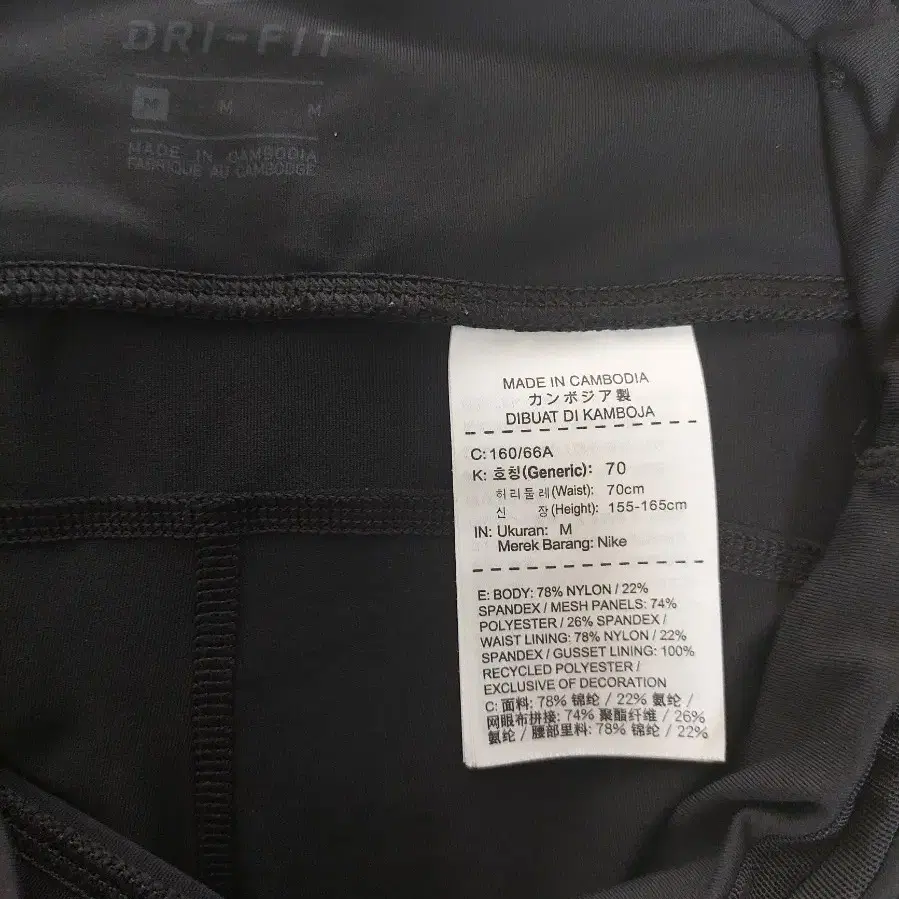 DRI-FIT
M M M
MADE IN CAMBODIA
FABRIQUÉ AU CAMBODGE
MADE IN CAMBODIA
カンボジア製
DIBUAT DI KAMBOJA
C: 160/66A
K: 호칭(Generic): 70
허리둘레(Waist): 70cm
신 장(Height): 155-165cm
IN: Ukuran: M
Merek Barang: Nike
E: BODY: 78% NYLON / 22%
SPANDEX / MESH PANELS: 74%
POLYESTER / 26% SPANDEX /
WAIST LINING: 78% NYLON / 22%
SPANDEX / GUSSET LINING: 100%
RECYCLED POLYESTER /
EXCLUSIVE OF DECORATION
C: 面料: 78% 锦纶 / 22% 氨纶 /
网眼布拼接: 74% 聚酯纤维 / 26%
氨纶 / 腰部里料: 78% 锦纶 / 22%